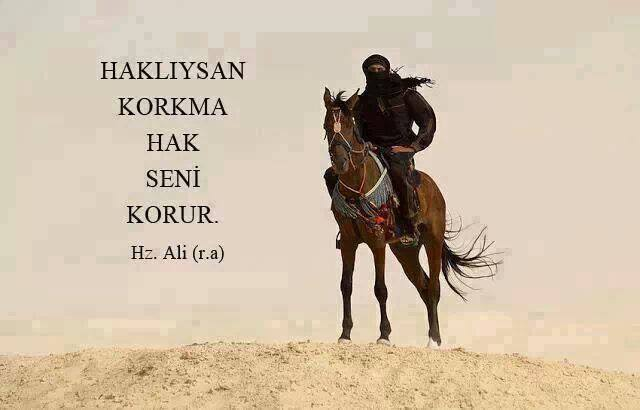 HAKLIYSAN
KORKMA
HAK
SENİ
KORUR.
Hz. Ali (r.a)